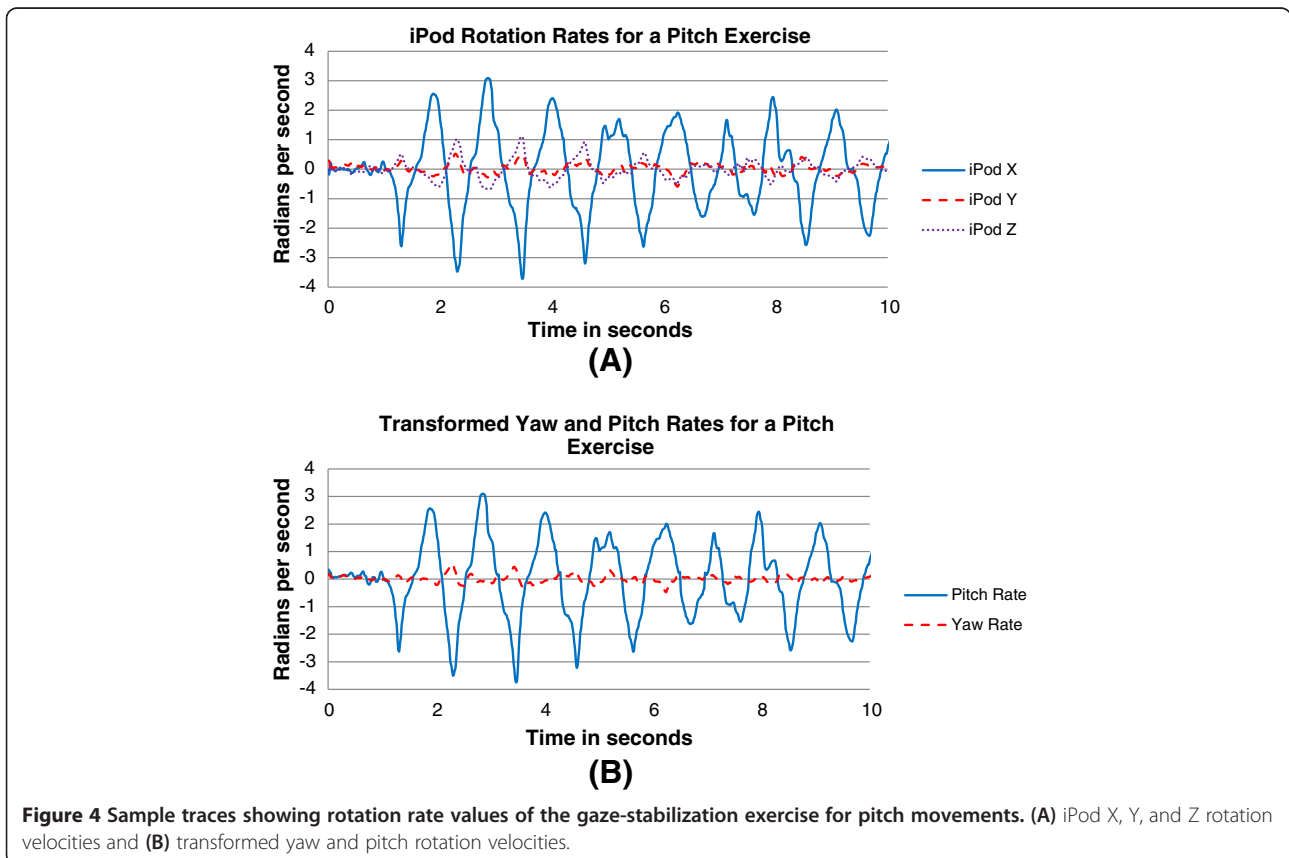 iPod Rotation Rates for a Pitch Exercise
4
3
2
1
0
-1
-2
-3
-4
Radians per second
0 2 4 6 8 10
Time in seconds
iPod X
iPod Y
iPod Z
(A)
Transformed Yaw and Pitch Rates for a Pitch
Exercise
4
3
2
1
0
-1
-2
-3
-4
Radians per second
0 2 4 6 8 10
Time in seconds
Pitch Rate
Yaw Rate
(B)
Figure 4 Sample traces showing rotation rate values of the gaze-stabilization exercise for pitch movements. (A) iPod X, Y, and Z rotation
velocities and (B) transformed yaw and pitch rotation velocities.